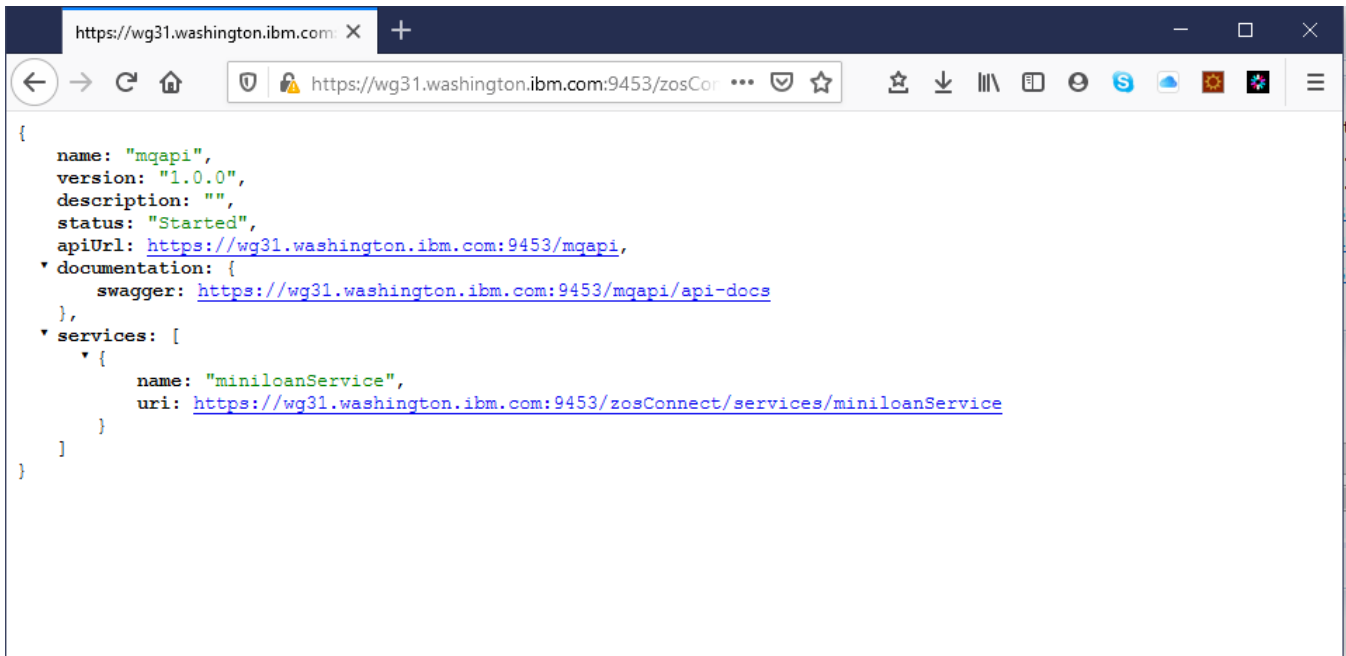 https://wg31.washington.ibm.com:
https://wg31.washington.ibm.com:9453/zosCor
{
name: "mqapi",
version: "1.0.0",
description: "",
status: "Started",
apiUrl: https://wg31.washington.ibm.com:9453/mqapi,
documentation: {
swagger: https://wg31.washington.ibm.com:9453/mqapi/api-docs
},
services: [
{
name: "miniloanService",
uri: https://wg31.washington.ibm.com:9453/zosConnect/services/miniloanService
}
]
}